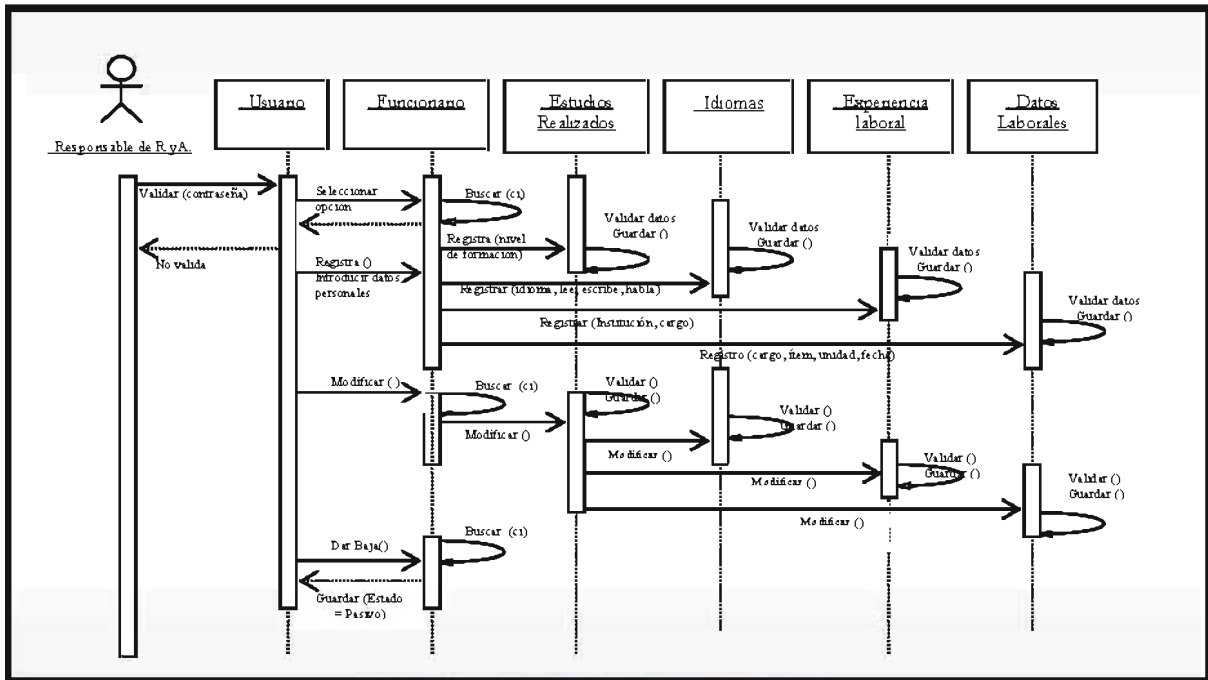 Usuario
Funcionario
Estudios
Realizados
Idiomas
Experiencia
laboral
Datos
Laborales
Responsable de R yA.
Validar (contraseña)
Seleccionar
opcion
Buscar (ci)
No valida
Registra (nivel
de formacion)
Validar datos
Guardar ()
Validar datos
Guardar ()
Validar datos
Guardar ()
Registra ()
Introducir datos
personales
Registrar (idioma, lee, escribe, habla)
Registrar (Institución, cargo)
Validar datos
Guardar ()
Registro (cargo, ítem, unidad, fecha)
Modificar ()
Buscar (ci)
Validar ()
Guardar ()
Modificar ()
Validar ()
Guardar ()
Modificar ()
Validar ()
Guardar ()
Modificar ()
Validar ()
Guardar ()
Modificar ()
Buscar (ci)
Dar Baja()
Guardar (Estado
= Pasivo)